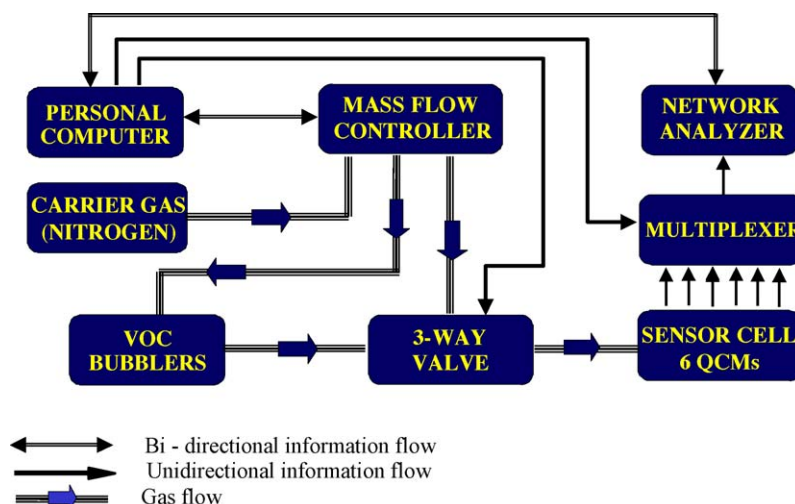 PERSONAL
COMPUTER
MASS FLOW
CONTROLLER
NETWORK
ANALYZER
CARRIER GAS
(NITROGEN)
MULTIPLEXER
VOC
BUBBLERS
3-WAY
VALVE
SENSOR CELL
6 QCMs
Bi - directional information flow
Unidirectional information flow
Gas flow